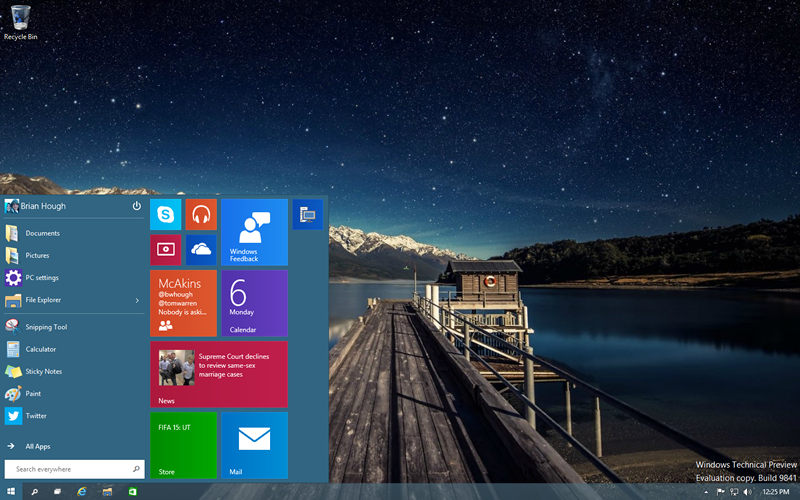 Recycle Bin
Brian Hough
Documents
Pictures
PC settings
File Explorer
Snipping Tool
Calculator
Sticky Notes
Paint
Twitter
All Apps
Search everywhere
Windows
Feedback
McAkins
@bwhough
@tomwarren
Nobody is aski...
6
Monday
Calendar
Supreme Court declines
to review same-sex
marriage cases
News
FIFA 15: UT
Store
Mail
Windows Technical Preview
Evaluation copy. Build 9841
12:25 PM